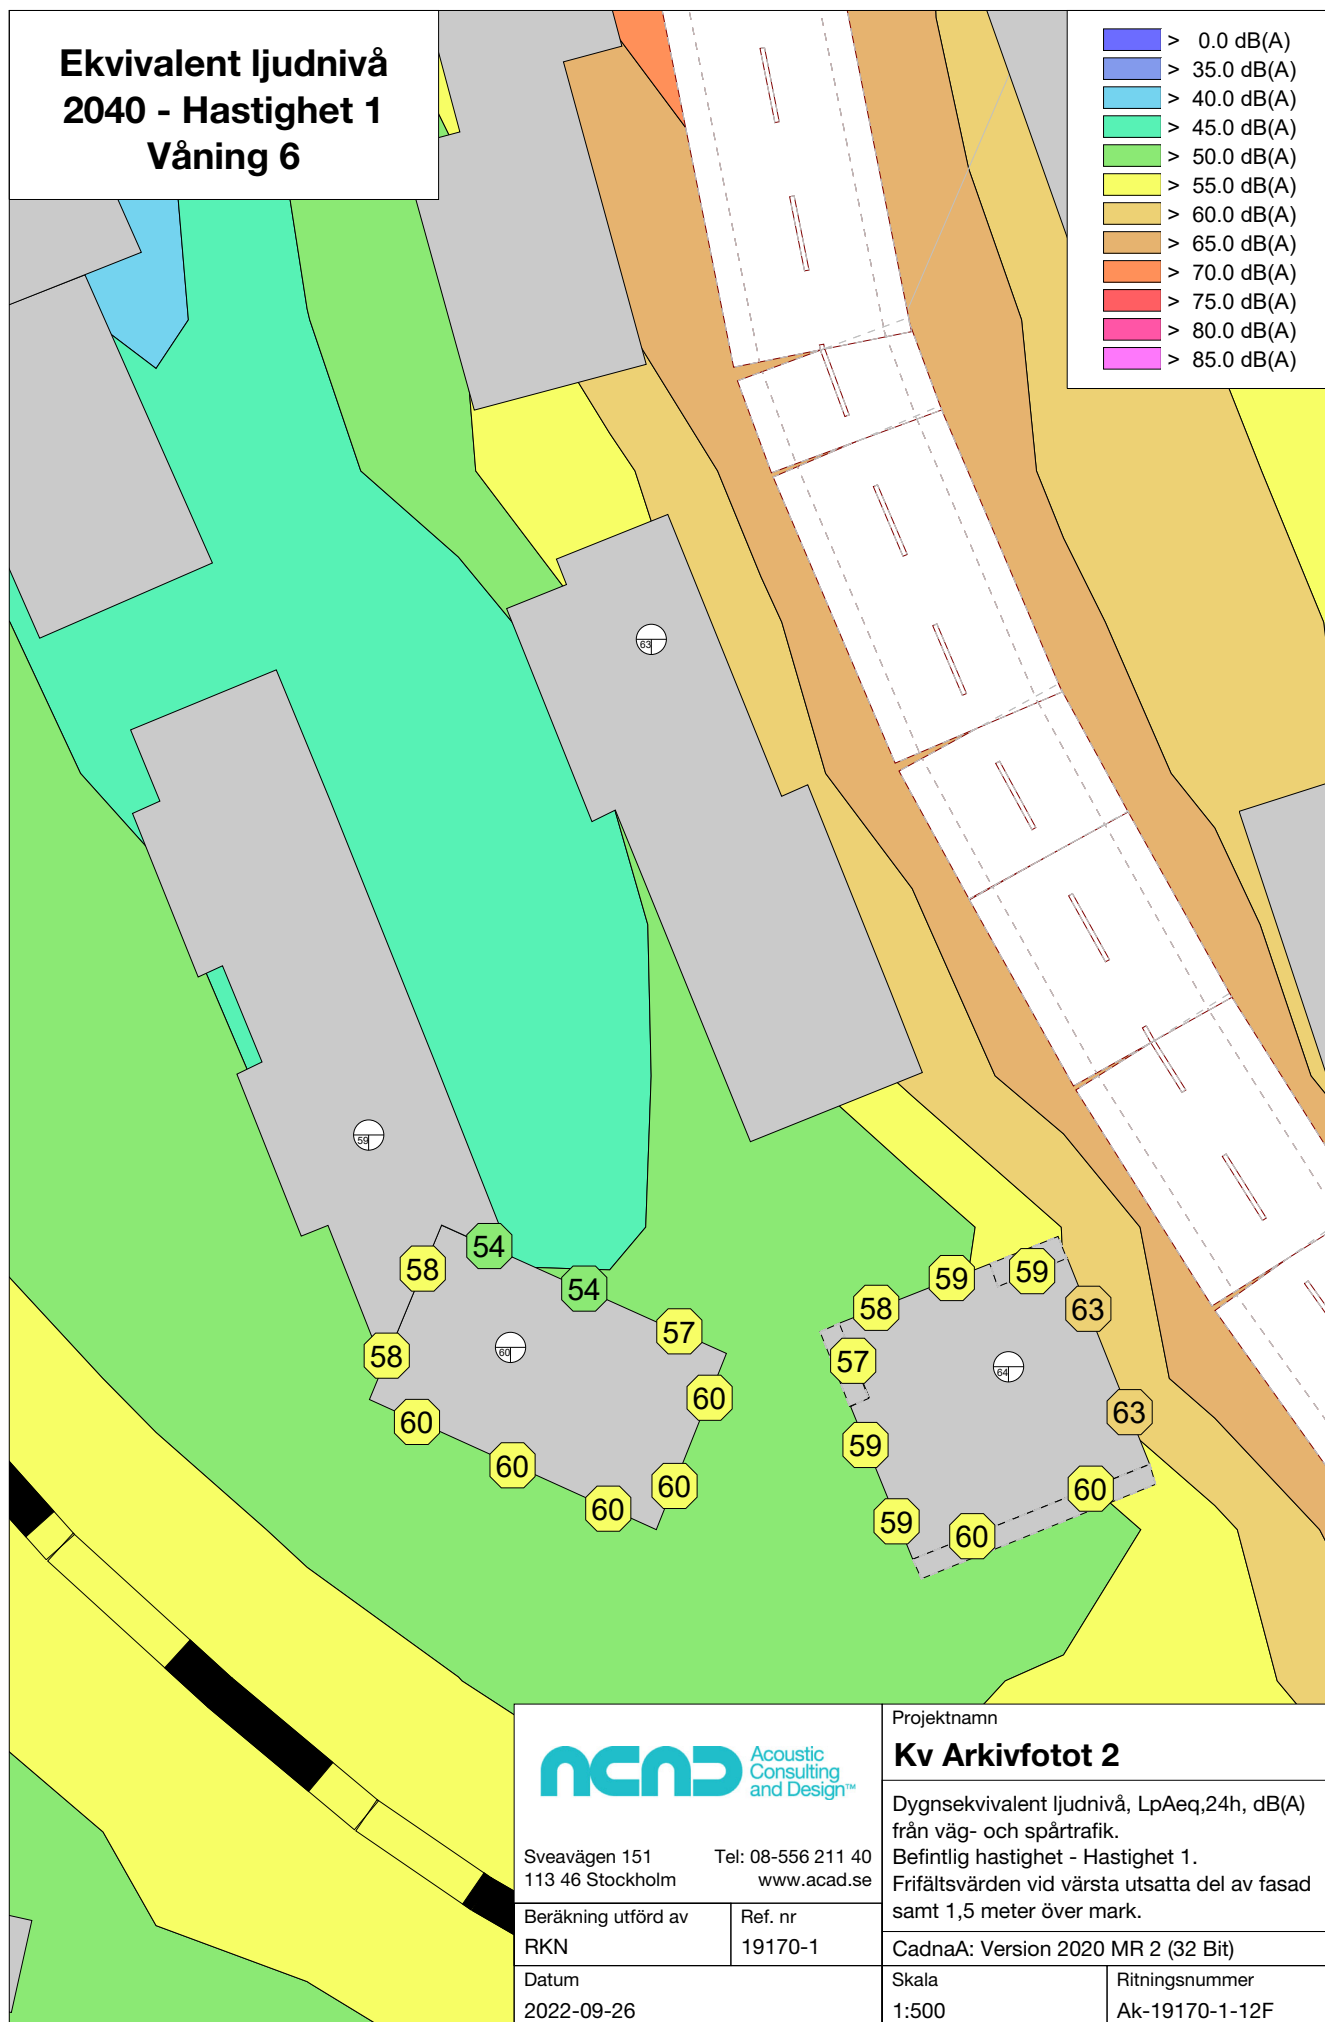 Ekvivalent ljudnivå
2040 - Hastighet 1
Våning 6
> 0.0 dB(A)
> 35.0 dB(A)
> 40.0 dB(A)
> 45.0 dB(A)
> 50.0 dB(A)
> 55.0 dB(A)
> 60.0 dB(A)
> 65.0 dB(A)
> 70.0 dB(A)
> 75.0 dB(A)
> 80.0 dB(A)
> 85.0 dB(A)
63
59
54
58
54
57
58
60
60
60
60
60
60
59
59
58
63
57
64
63
59
60
59
60
acad Acoustic
Consulting
and Design™
Sveavägen 151
113 46 Stockholm
Tel: 08-556 211 40
www.acad.se
Beräkning utförd av
RKN
Ref. nr
19170-1
Datum
2022-09-26
Projektnamn
Kv Arkivfotot 2
Dygnsekvivalent ljudnivå, LpAeq,24h, dB(A)
från väg- och spårtrafik.
Befintlig hastighet - Hastighet 1.
Frifältsvärden vid värsta utsatta del av fasad
samt 1,5 meter över mark.
CadnaA: Version 2020 MR 2 (32 Bit)
Skala
1:500
Ritningsnummer
Ak-19170-1-12F